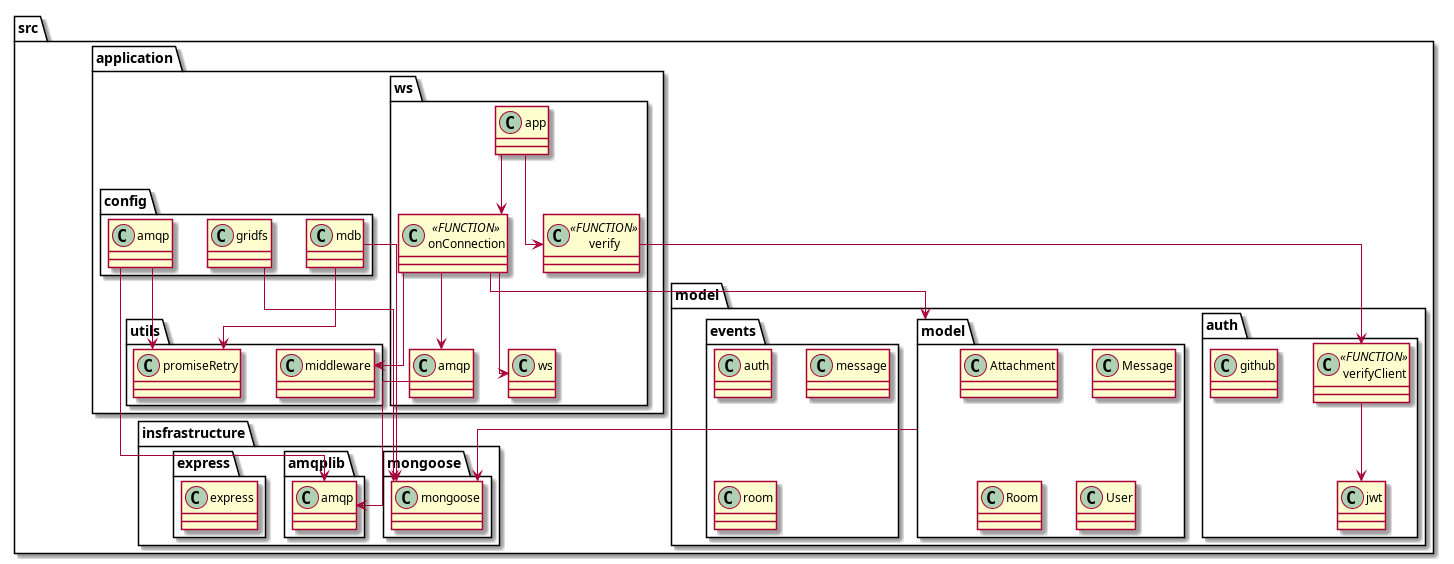 src
application
ws
C app
config
C amqp
C gridfs
C mdb
C «FUNCTION»
onConnection
C «FUNCTION»
verify
model
utils
C promiseRetry
C middleware
C amqp
C ws
events
C auth
C message
C room
model
C Attachment
C Message
C Room
C User
auth
C github
C «FUNCTION»
verifyClient
C jwt
insfrastructure
express
C express
amqplib
C amqp
mongoose
C mongoose